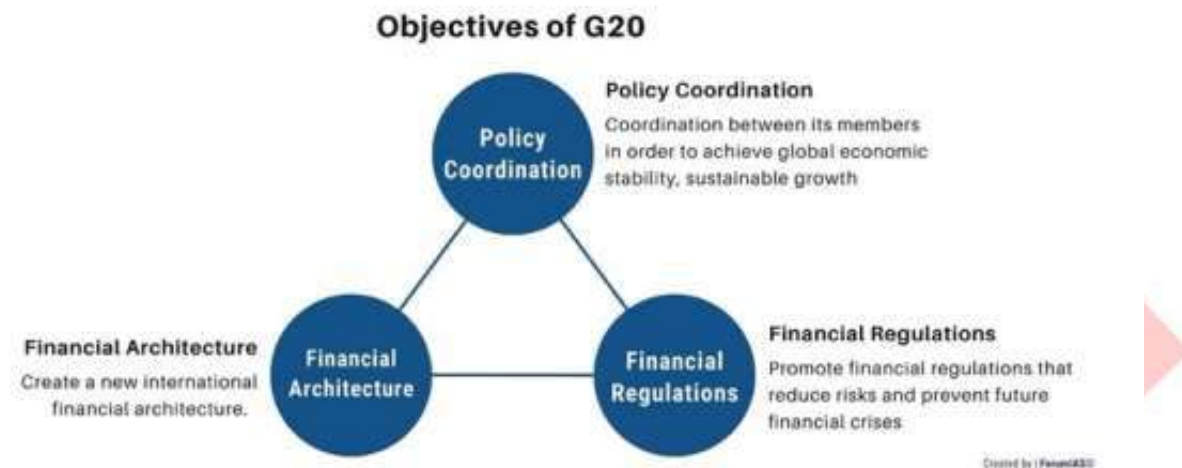 Objectives of G20
Policy
Coordination
Policy Coordination
Coordination between its members
in order to achieve global economic
stability, sustainable growth
Financial Architecture
Create a new international
financial architecture.
Financial
Architecture
Financial
Regulations
Financial Regulations
Promote financial regulations that
reduce risks and prevent future
financial crises
Created by | ForumIAS